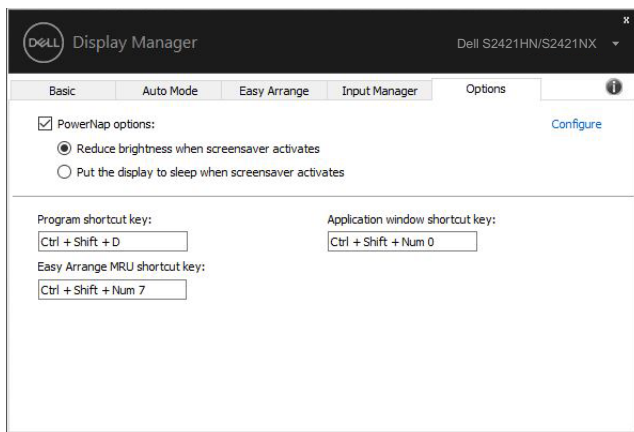 x
DELL Display Manager
Dell S2421HN/S2421NX
Basic Auto Mode Easy Arrange Input Manager Options
PowerNap options:
Configure
Reduce brightness when screensaver activates
Put the display to sleep when screensaver activates
Program shortcut key:
Ctrl + Shift + D
Application window shortcut key:
Ctrl + Shift + Num 0
Easy Arrange MRU shortcut key:
Ctrl + Shift + Num 7